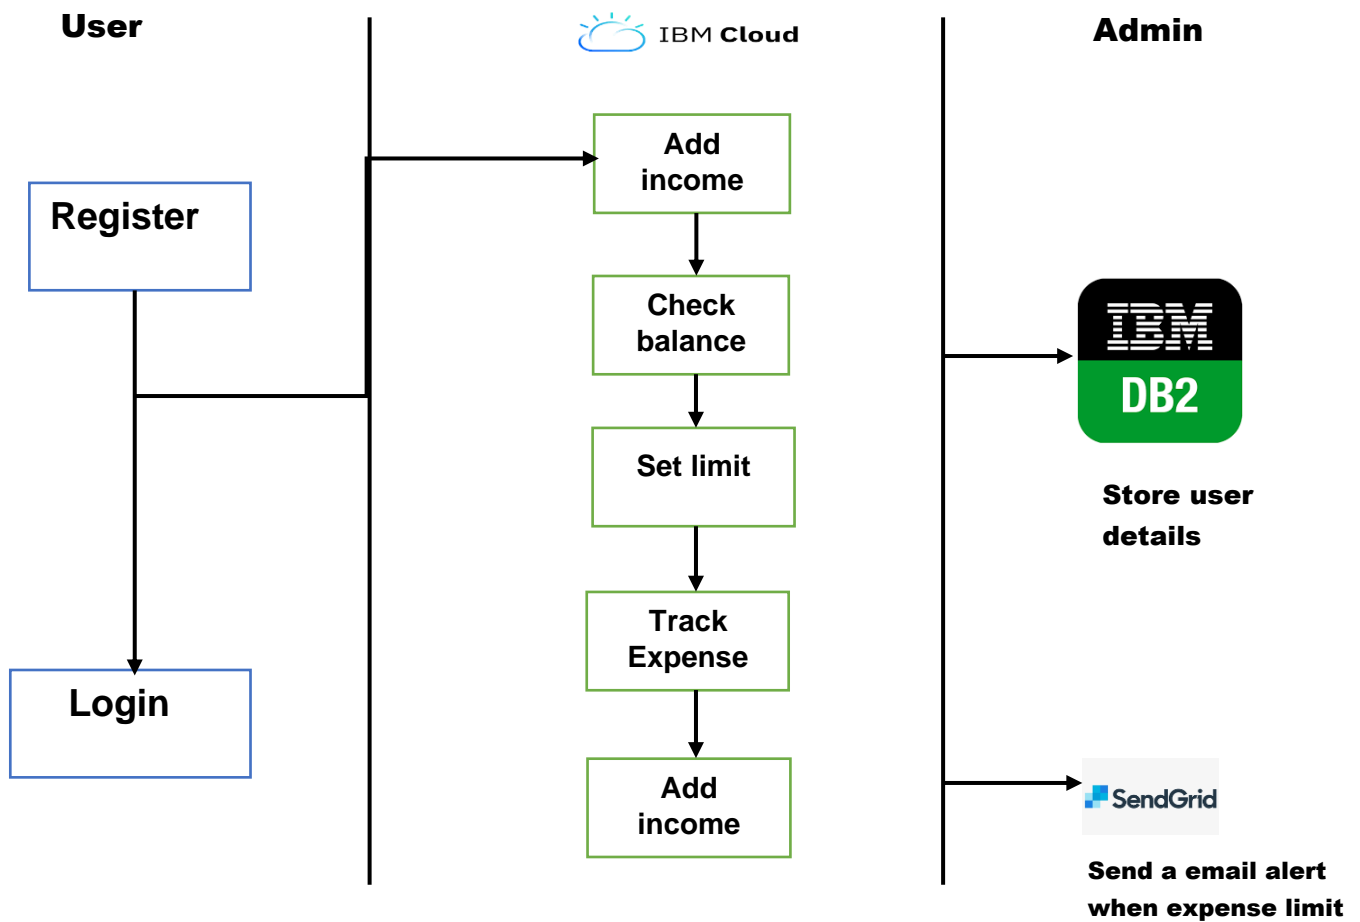 User
IBM Cloud
Admin
Register
Login
Add
income
Check
balance
Set limit
Track
Expense
Add
income
IBM
DB2
Store user
details
SendGrid
Send a email alert
when expense limit